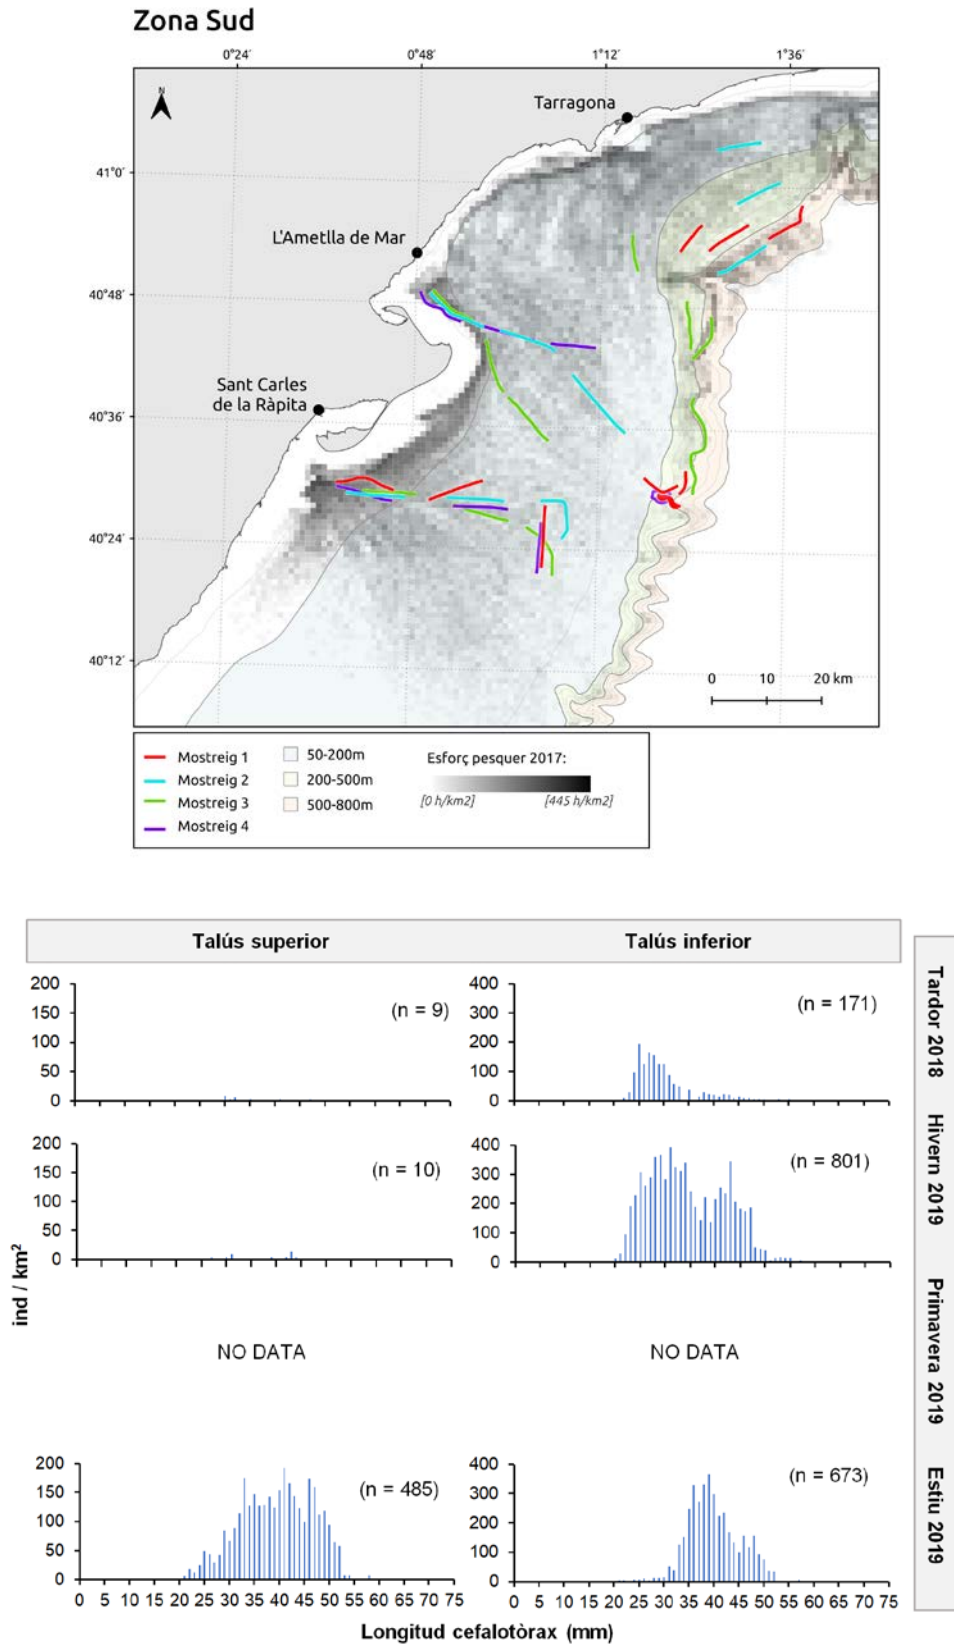 Zona Sud
0°24′ 0°48′ 1°12′ 1°36′
N
Tarragona
41°0′
L'Ametlla de Mar
40°48′
Sant Carles
de la Ràpita
40°36′
40°24′
40°12′
0 10 20 km
Mostreig 1
Mostreig 2
Mostreig 3
Mostreig 4
50-200m
200-500m
500-800m
Esforç pesquer 2017:
[0 h/km2] [445 h/km2]
Talús superior Talús inferior
200 150 100 50 0
(n = 9)
400 300 200 100 0
(n = 171)
Tardor 2018
200 150 100 50 0
(n = 10)
400 300 200 100 0
(n = 801)
Hivern 2019
ind / km²
NO DATA NO DATA
Primavera 2019
200 150 100 50 0
(n = 485)
400 300 200 100 0
(n = 673)
Estiu 2019
0 5 10 15 20 25 30 35 40 45 50 55 60 65 70 75
0 5 10 15 20 25 30 35 40 45 50 55 60 65 70 75
Longitud cefalotòrax (mm)